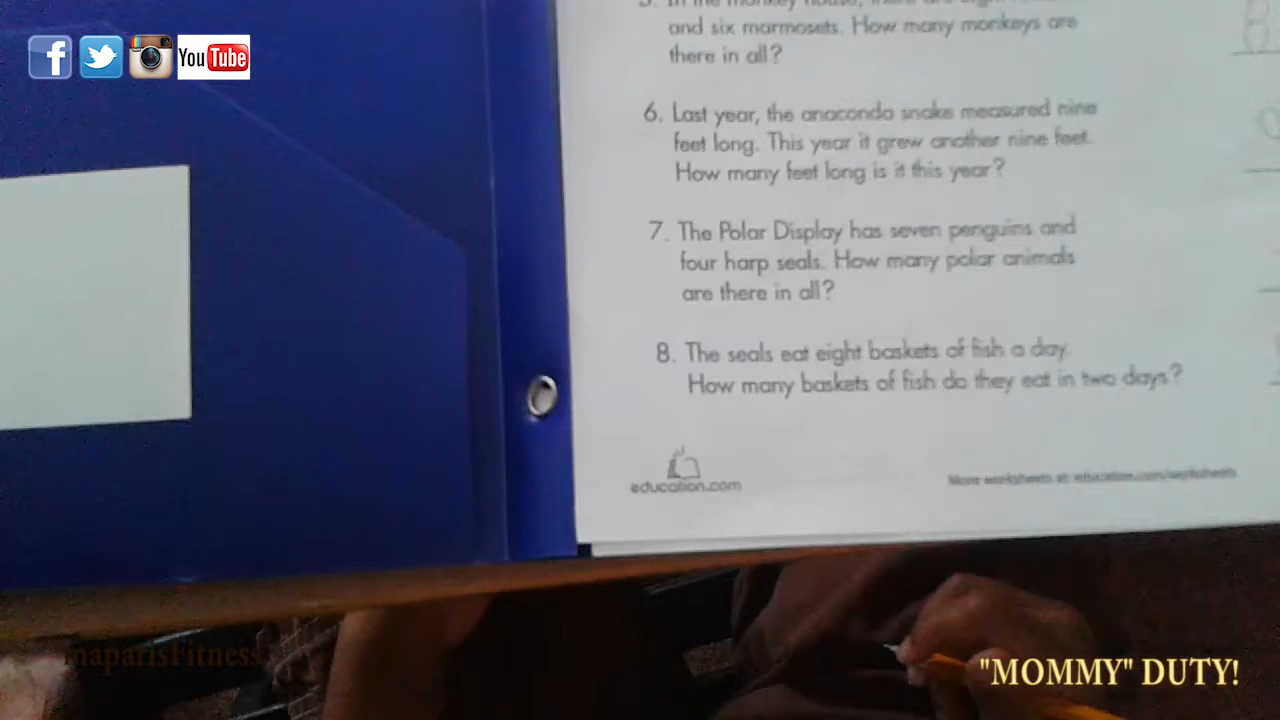 You Tube
and six marmosets. How many monkeys are
there in all?
6. Last year, the anaconda snake measured nine
feet long. This year it grew another nine feet.
How many feet long is it this year?
7. The Polar Display has seven penguins and
four harp seals. How many polar animals
are there in all?
8. The seals eat eight baskets of fish a day.
How many baskets of fish do they eat in two days?
education.com
More worksheets at education.com/worksheets
maparisFitness
"MOMMY" DUTY!